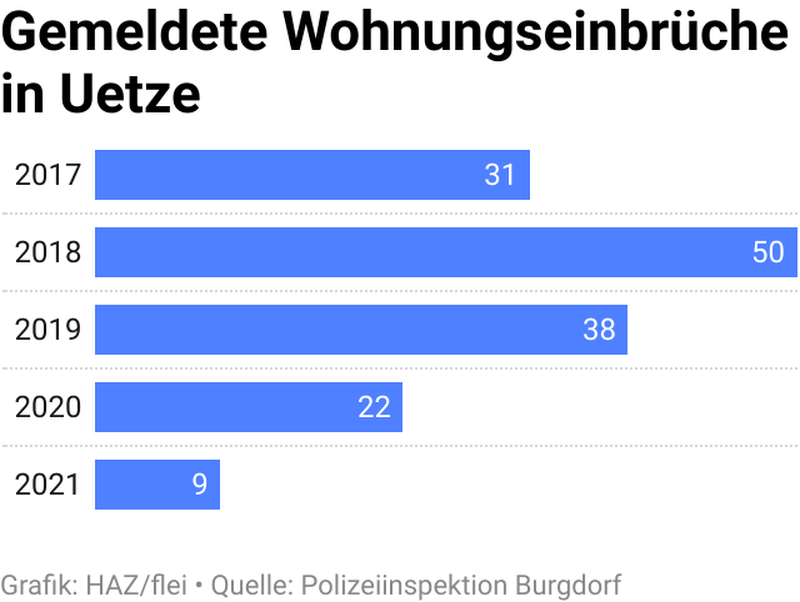 Gemeldete Wohnungseinbrüche
in Uetze
2017 31
2018 50
2019 38
2020 22
2021 9
Grafik: HAZ/flei • Quelle: Polizeiinspektion Burgdorf